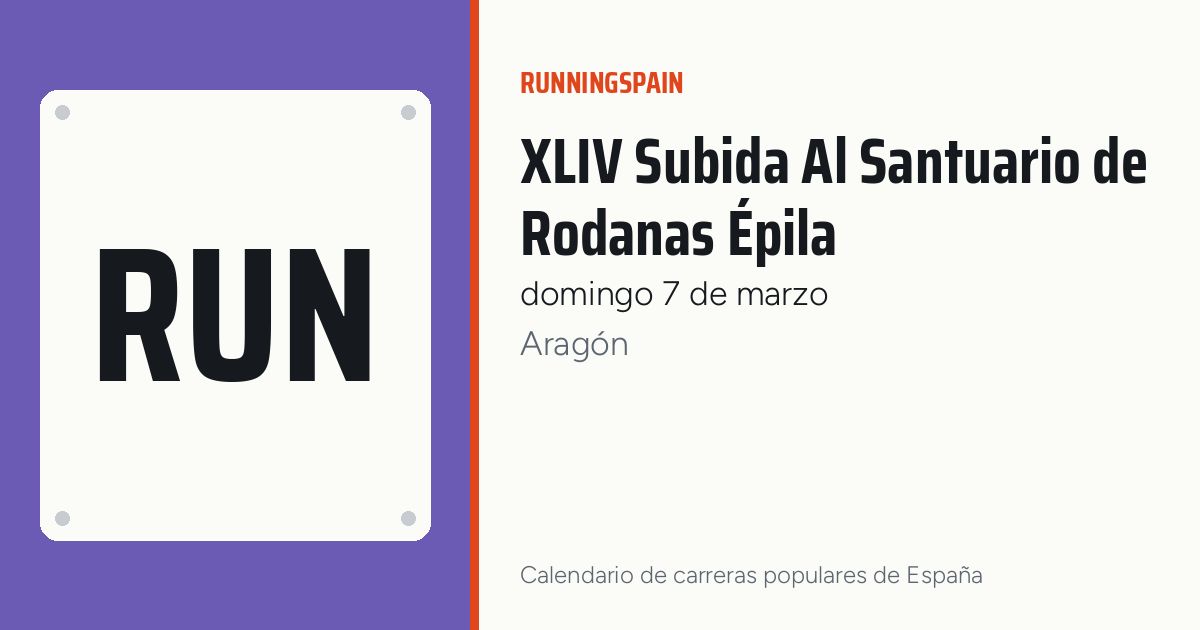 RUN
RUNNINGSPAIN
XLIV Subida Al Santuario de
Rodanas Épila
domingo 7 de marzo
Aragón
Calendario de carreras populares de España